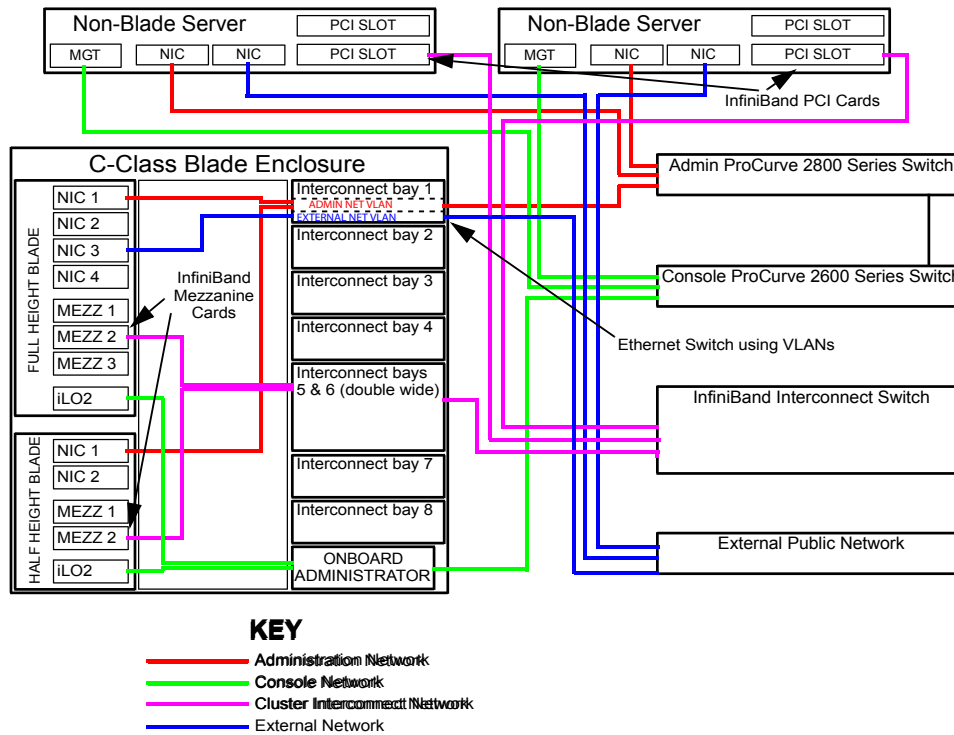 Non-Blade Server
PCI SLOT
MGT
NIC
NIC
PCI SLOT
Non-Blade Server
PCI SLOT
MGT
NIC
NIC
PCI SLOT
InfiniBand PCI Cards
C-Class Blade Enclosure
FULL HEIGHT BLADE
NIC 1
NIC 2
NIC 3
NIC 4
MEZZ 1
MEZZ 2
MEZZ 3
iLO2
InfiniBand
Mezzanine
Cards
HALF HEIGHT BLADE
NIC 1
NIC 2
MEZZ 1
MEZZ 2
iLO2
Interconnect bay 1
ADMIN NET VLAN
EXTERNAL NET VLAN
Interconnect bay 2
Interconnect bay 3
Interconnect bay 4
Interconnect bays
5 & 6 (double wide)
Interconnect bay 7
Interconnect bay 8
ONBOARD
ADMINISTRATOR
Admin ProCurve 2800 Series Switch
Console ProCurve 2600 Series Switch
Ethernet Switch using VLANs
InfiniBand Interconnect Switch
External Public Network
KEY
Administration Network
Console Network
Cluster Interconnect Network
External Network